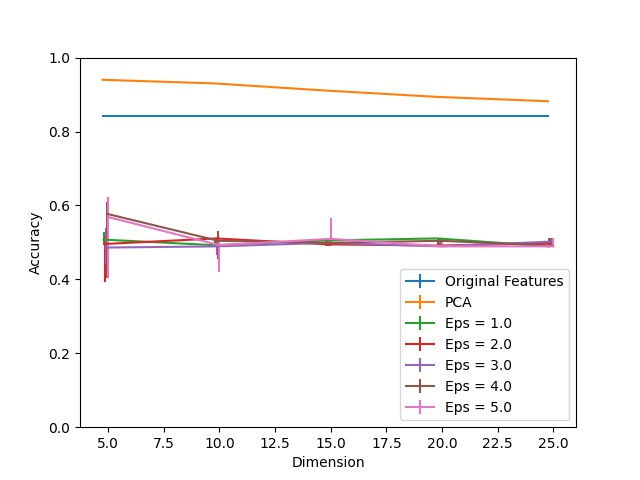 1.0
0.8
0.6
0.4
0.2
0.0
Accuracy
5.0 7.5 10.0 12.5 15.0 17.5 20.0 22.5 25.0
Dimension
Original Features
PCA
Eps = 1.0
Eps = 2.0
Eps = 3.0
Eps = 4.0
Eps = 5.0